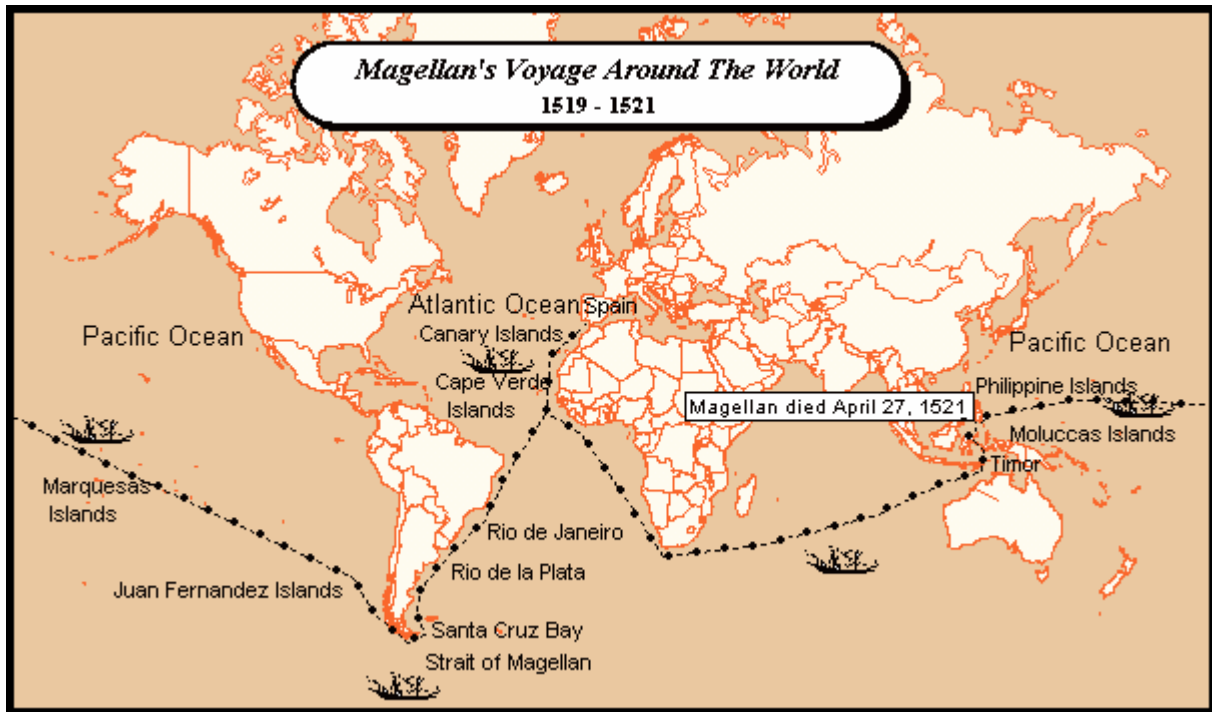 Magellan's Voyage Around The World
1519 - 1521
Atlantic Ocean
Spain
Pacific Ocean
Canary Islands
Pacific Ocean
Cape Verde
Islands
Philippine Islands
Magellan died April 27, 1521
Moluccas Islands
Timor
Marquesas
Islands
Rio de Janeiro
Rio de la Plata
Juan Fernandez Islands
Santa Cruz Bay
Strait of Magellan